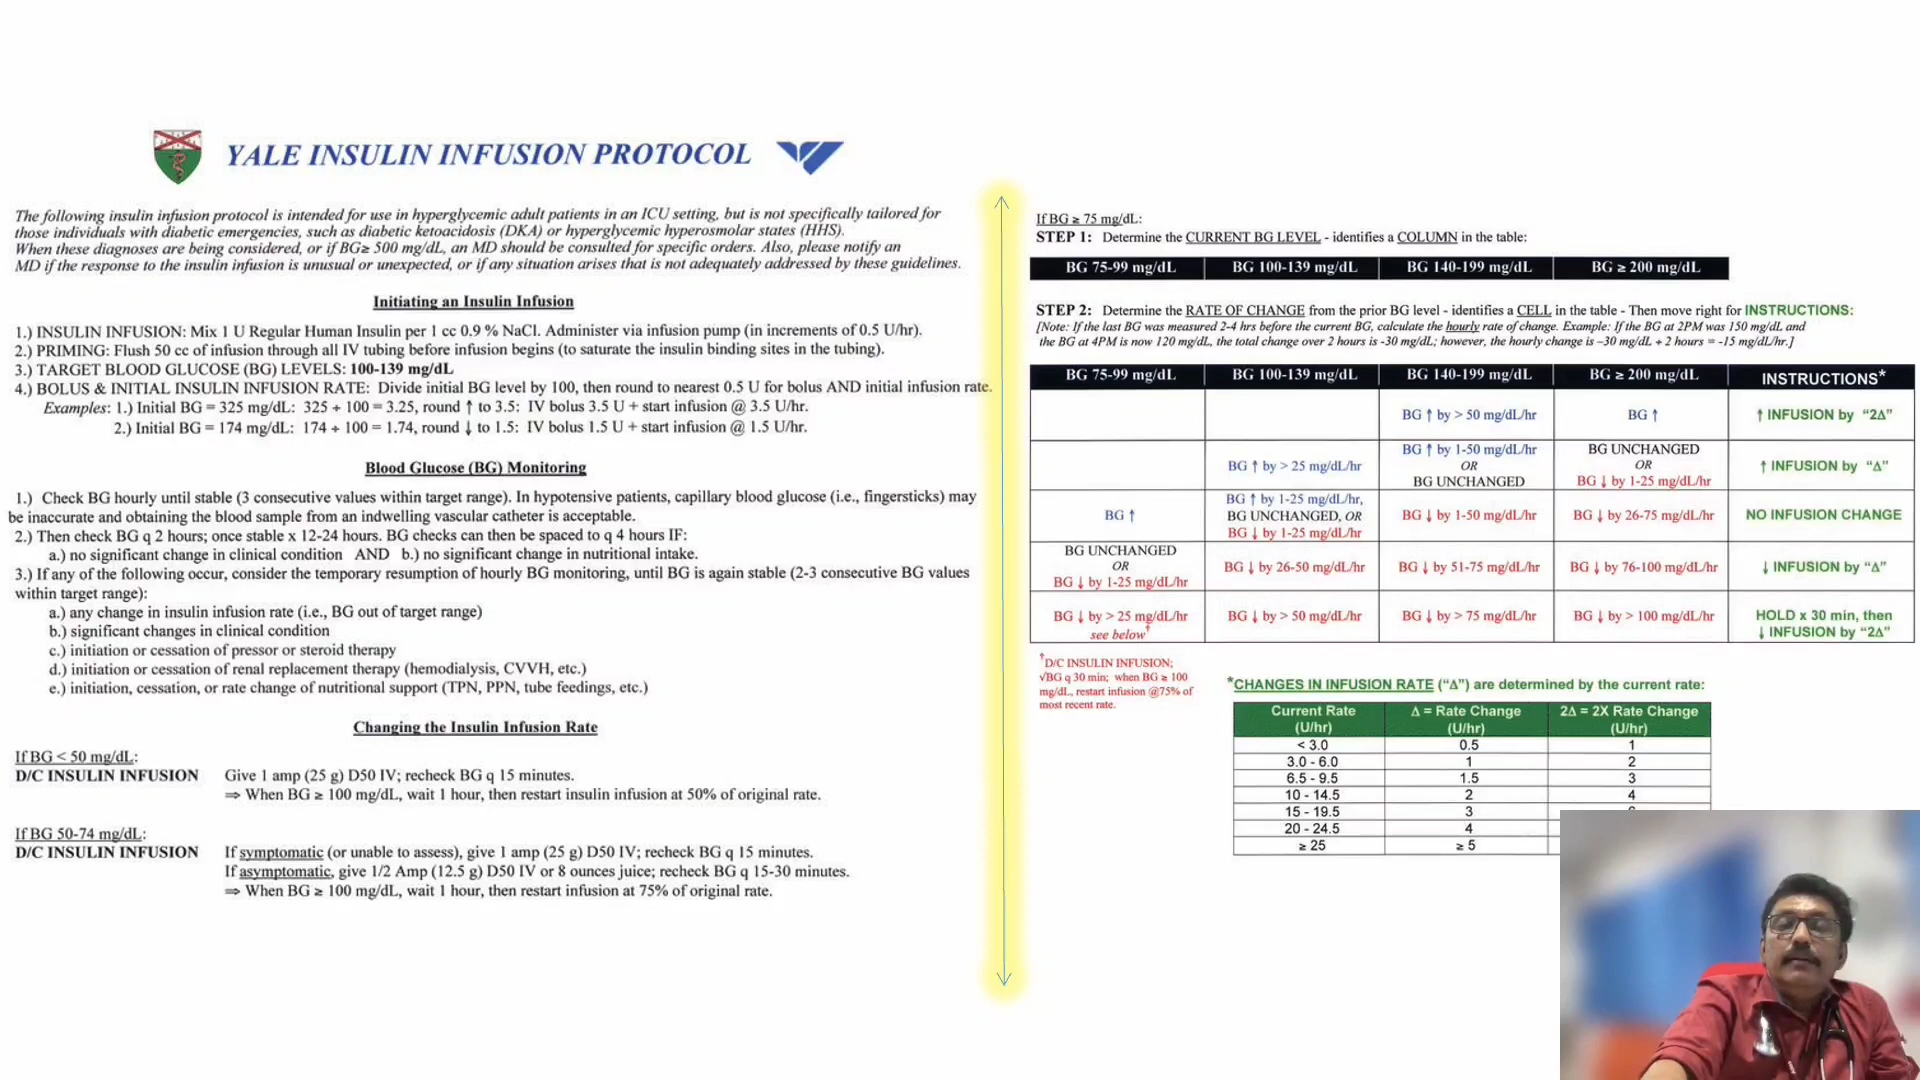 YALE INSULIN INFUSION PROTOCOL
The following insulin infusion protocol is intended for use in hyperglycemic adult patients in an ICU setting, but is not specifically tailored for
those individuals with diabetic emergencies, such as diabetic ketoacidosis (DKA) or hyperglycemic hyperosmolar states (HHS).
When these diagnoses are being considered, or if BG≥ 500 mg/dL, an MD should be consulted for specific orders. Also, please notify an
MD if the response to the insulin infusion is unusual or unexpected, or if any situation arises that is not adequately addressed by these guidelines.
Initiating an Insulin Infusion
1.) INSULIN INFUSION: Mix 1 U Regular Human Insulin per 1 cc 0.9 % NaCl. Administer via infusion pump (in increments of 0.5 U/hr).
2.) PRIMING: Flush 50 cc of infusion through all IV tubing before infusion begins (to saturate the insulin binding sites in the tubing).
3.) TARGET BLOOD GLUCOSE (BG) LEVELS: 100-139 mg/dL
4.) BOLUS & INITIAL INSULIN INFUSION RATE: Divide initial BG level by 100, then round to nearest 0.5 U for bolus AND initial infusion rate.
Examples: 1.) Initial BG = 325 mg/dL: 325 ÷ 100 = 3.25, round ↑ to 3.5: IV bolus 3.5 U + start infusion @ 3.5 U/hr.
2.) Initial BG = 174 mg/dL: 174 ÷ 100 = 1.74, round ↓ to 1.5: IV bolus 1.5 U + start infusion @ 1.5 U/hr.
Blood Glucose (BG) Monitoring
1.) Check BG hourly until stable (3 consecutive values within target range). In hypotensive patients, capillary blood glucose (i.e., fingersticks) may
be inaccurate and obtaining the blood sample from an indwelling vascular catheter is acceptable.
2.) Then check BG q 2 hours; once stable x 12-24 hours. BG checks can then be spaced to q 4 hours IF:
a.) no significant change in clinical condition AND b.) no significant change in nutritional intake.
3.) If any of the following occur, consider the temporary resumption of hourly BG monitoring, until BG is again stable (2-3 consecutive BG values
within target range):
a.) any change in insulin infusion rate (i.e., BG out of target range)
b.) significant changes in clinical condition
c.) initiation or cessation of pressor or steroid therapy
d.) initiation or cessation of renal replacement therapy (hemodialysis, CVVH, etc.)
e.) initiation, cessation, or rate change of nutritional support (TPN, PPN, tube feedings, etc.)
Changing the Insulin Infusion Rate
If BG < 50 mg/dL:
D/C INSULIN INFUSION Give 1 amp (25 g) D50 IV; recheck BG q 15 minutes.
⇒ When BG ≥ 100 mg/dL, wait 1 hour, then restart insulin infusion at 50% of original rate.
If BG 50-74 mg/dL:
D/C INSULIN INFUSION If symptomatic (or unable to assess), give 1 amp (25 g) D50 IV; recheck BG q 15 minutes.
If asymptomatic, give 1/2 Amp (12.5 g) D50 IV or 8 ounces juice; recheck BG q 15-30 minutes.
⇒ When BG ≥ 100 mg/dL, wait 1 hour, then restart infusion at 75% of original rate.
If BG ≥ 75 mg/dL:
STEP 1: Determine the CURRENT BG LEVEL - identifies a COLUMN in the table:
BG 75-99 mg/dL BG 100-139 mg/dL BG 140-199 mg/dL BG ≥ 200 mg/dL
STEP 2: Determine the RATE OF CHANGE from the prior BG level - identifies a CELL in the table - Then move right for INSTRUCTIONS:
[Note: If the last BG was measured 2-4 hrs before the current BG, calculate the hourly rate of change. Example: If the BG at 2PM was 150 mg/dL and
the BG at 4PM is now 120 mg/dL, the total change over 2 hours is -30 mg/dL; however, the hourly change is –30 mg/dL ÷ 2 hours = -15 mg/dL/hr.]
BG 75-99 mg/dL BG 100-139 mg/dL BG 140-199 mg/dL BG ≥ 200 mg/dL INSTRUCTIONS*
BG ↑ by > 50 mg/dL/hr BG ↑ ↑ INFUSION by “2Δ”
BG ↑ by > 25 mg/dL/hr
BG ↑ by 1-50 mg/dL/hr
OR
BG UNCHANGED
BG UNCHANGED
OR
BG ↓ by 1-25 mg/dL/hr
↑ INFUSION by “Δ”
BG ↑
BG ↑ by 1-25 mg/dL/hr,
BG UNCHANGED, OR
BG ↓ by 1-25 mg/dL/hr
BG ↓ by 1-50 mg/dL/hr
BG ↓ by 26-75 mg/dL/hr
NO INFUSION CHANGE
BG UNCHANGED
OR
BG ↓ by 1-25 mg/dL/hr
BG ↓ by 26-50 mg/dL/hr
BG ↓ by 51-75 mg/dL/hr
BG ↓ by 76-100 mg/dL/hr
↓ INFUSION by “Δ”
BG ↓ by > 25 mg/dL/hr
see below†
BG ↓ by > 50 mg/dL/hr
BG ↓ by > 75 mg/dL/hr
BG ↓ by > 100 mg/dL/hr
HOLD x 30 min, then
↓ INFUSION by “2Δ”
†D/C INSULIN INFUSION;
√BG q 30 min; when BG ≥ 100
mg/dL, restart infusion @75% of
most recent rate.
*CHANGES IN INFUSION RATE (“Δ”) are determined by the current rate:
Current Rate (U/hr) Δ = Rate Change (U/hr) 2Δ = 2X Rate Change (U/hr)
< 3.0 0.5 1
3.0 - 6.0 1 2
6.5 - 9.5 1.5 3
10 - 14.5 2 4
15 - 19.5 3
20 - 24.5 4
≥ 25 ≥ 5